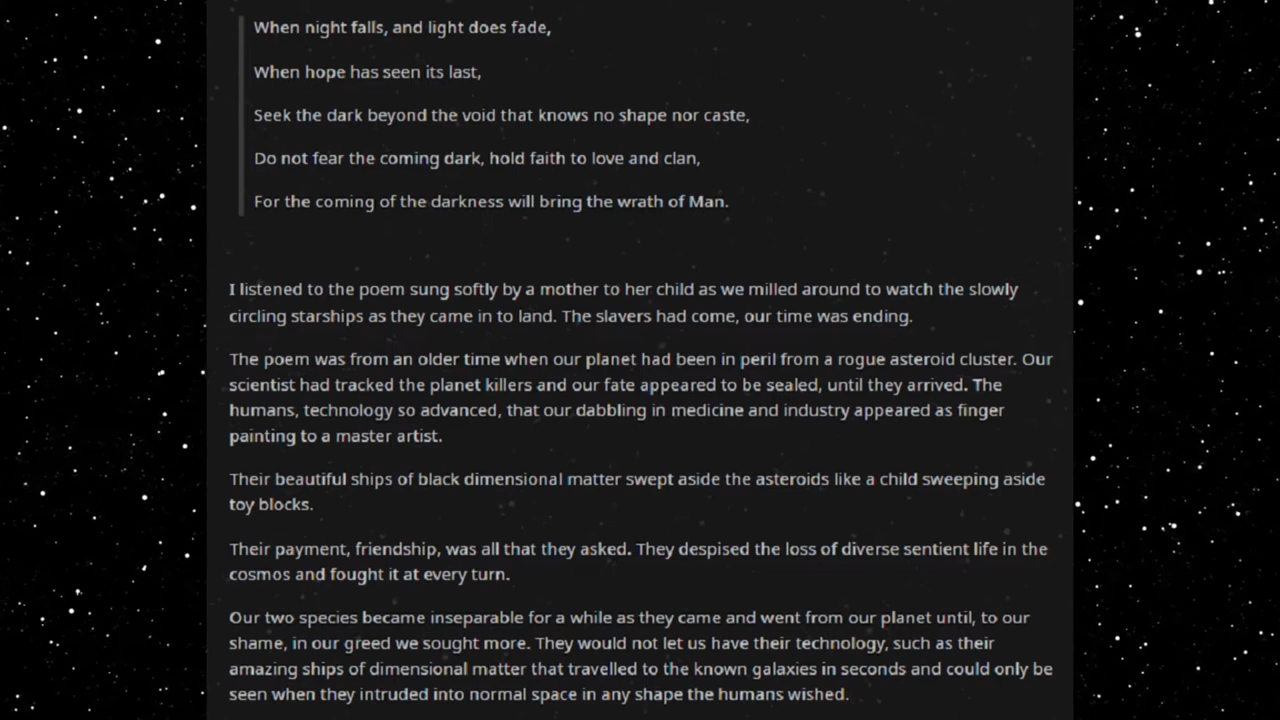 When night falls, and light does fade,
When hope has seen its last,
Seek the dark beyond the void that knows no shape nor caste,
Do not fear the coming dark, hold faith to love and clan,
For the coming of the darkness will bring the wrath of Man.
I listened to the poem sung softly by a mother to her child as we milled around to watch the slowly
circling starships as they came in to land. The slavers had come, our time was ending.
The poem was from an older time when our planet had been in peril from a rogue asteroid cluster. Our
scientist had tracked the planet killers and our fate appeared to be sealed, until they arrived. The
humans, technology so advanced, that our dabbling in medicine and industry appeared as finger
painting to a master artist.
Their beautiful ships of black dimensional matter swept aside the asteroids like a child sweeping aside
toy blocks.
Their payment, friendship, was all that they asked. They despised the loss of diverse sentient life in the
cosmos and fought it at every turn.
Our two species became inseparable for a while as they came and went from our planet until, to our
shame, in our greed we sought more. They would not let us have their technology, such as their
amazing ships of dimensional matter that travelled to the known galaxies in seconds and could only be
seen when they intruded into normal space in any shape the humans wished.